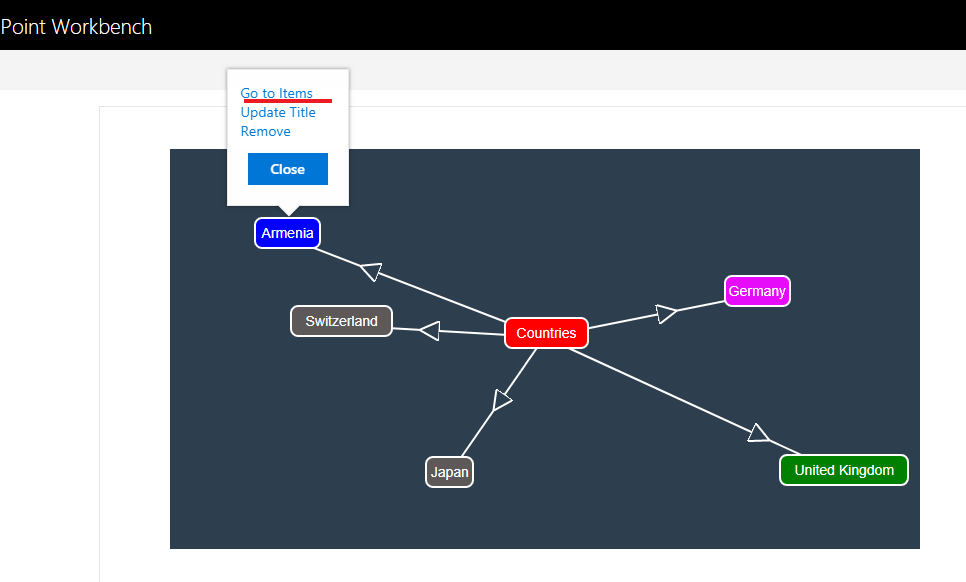 Point Workbench
Go to Items
Update Title
Remove
Close
Armenia
Germany
Switzerland
Countries
Japan
United Kingdom